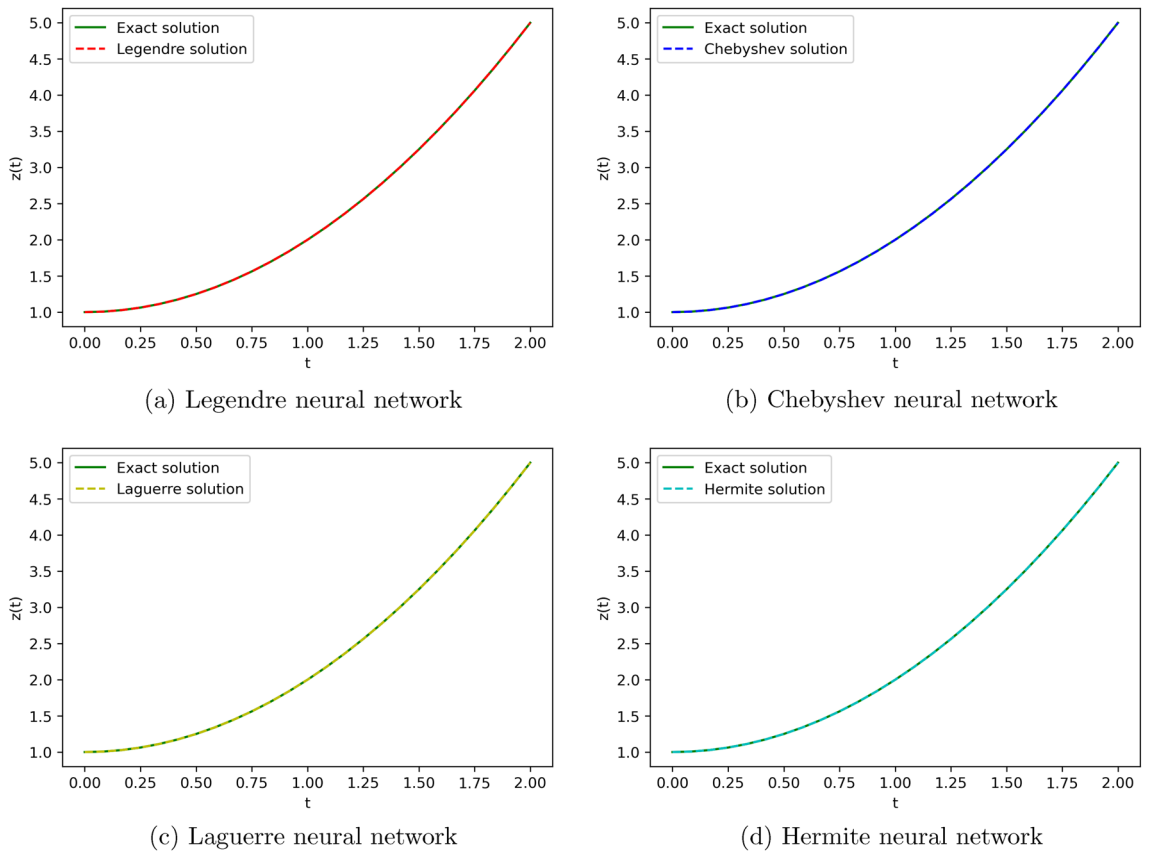 Exact solution
Legendre solution
5.0
4.5
4.0
3.5
3.0
2.5
2.0
1.5
1.0
z(t)
0.00 0.25 0.50 0.75 1.00 1.25 1.50 1.75 2.00
t
(a) Legendre neural network
Exact solution
Chebyshev solution
5.0
4.5
4.0
3.5
3.0
2.5
2.0
1.5
1.0
z(t)
0.00 0.25 0.50 0.75 1.00 1.25 1.50 1.75 2.00
t
(b) Chebyshev neural network
Exact solution
Laguerre solution
5.0
4.5
4.0
3.5
3.0
2.5
2.0
1.5
1.0
z(t)
0.00 0.25 0.50 0.75 1.00 1.25 1.50 1.75 2.00
t
(c) Laguerre neural network
Exact solution
Hermite solution
5.0
4.5
4.0
3.5
3.0
2.5
2.0
1.5
1.0
z(t)
0.00 0.25 0.50 0.75 1.00 1.25 1.50 1.75 2.00
t
(d) Hermite neural network